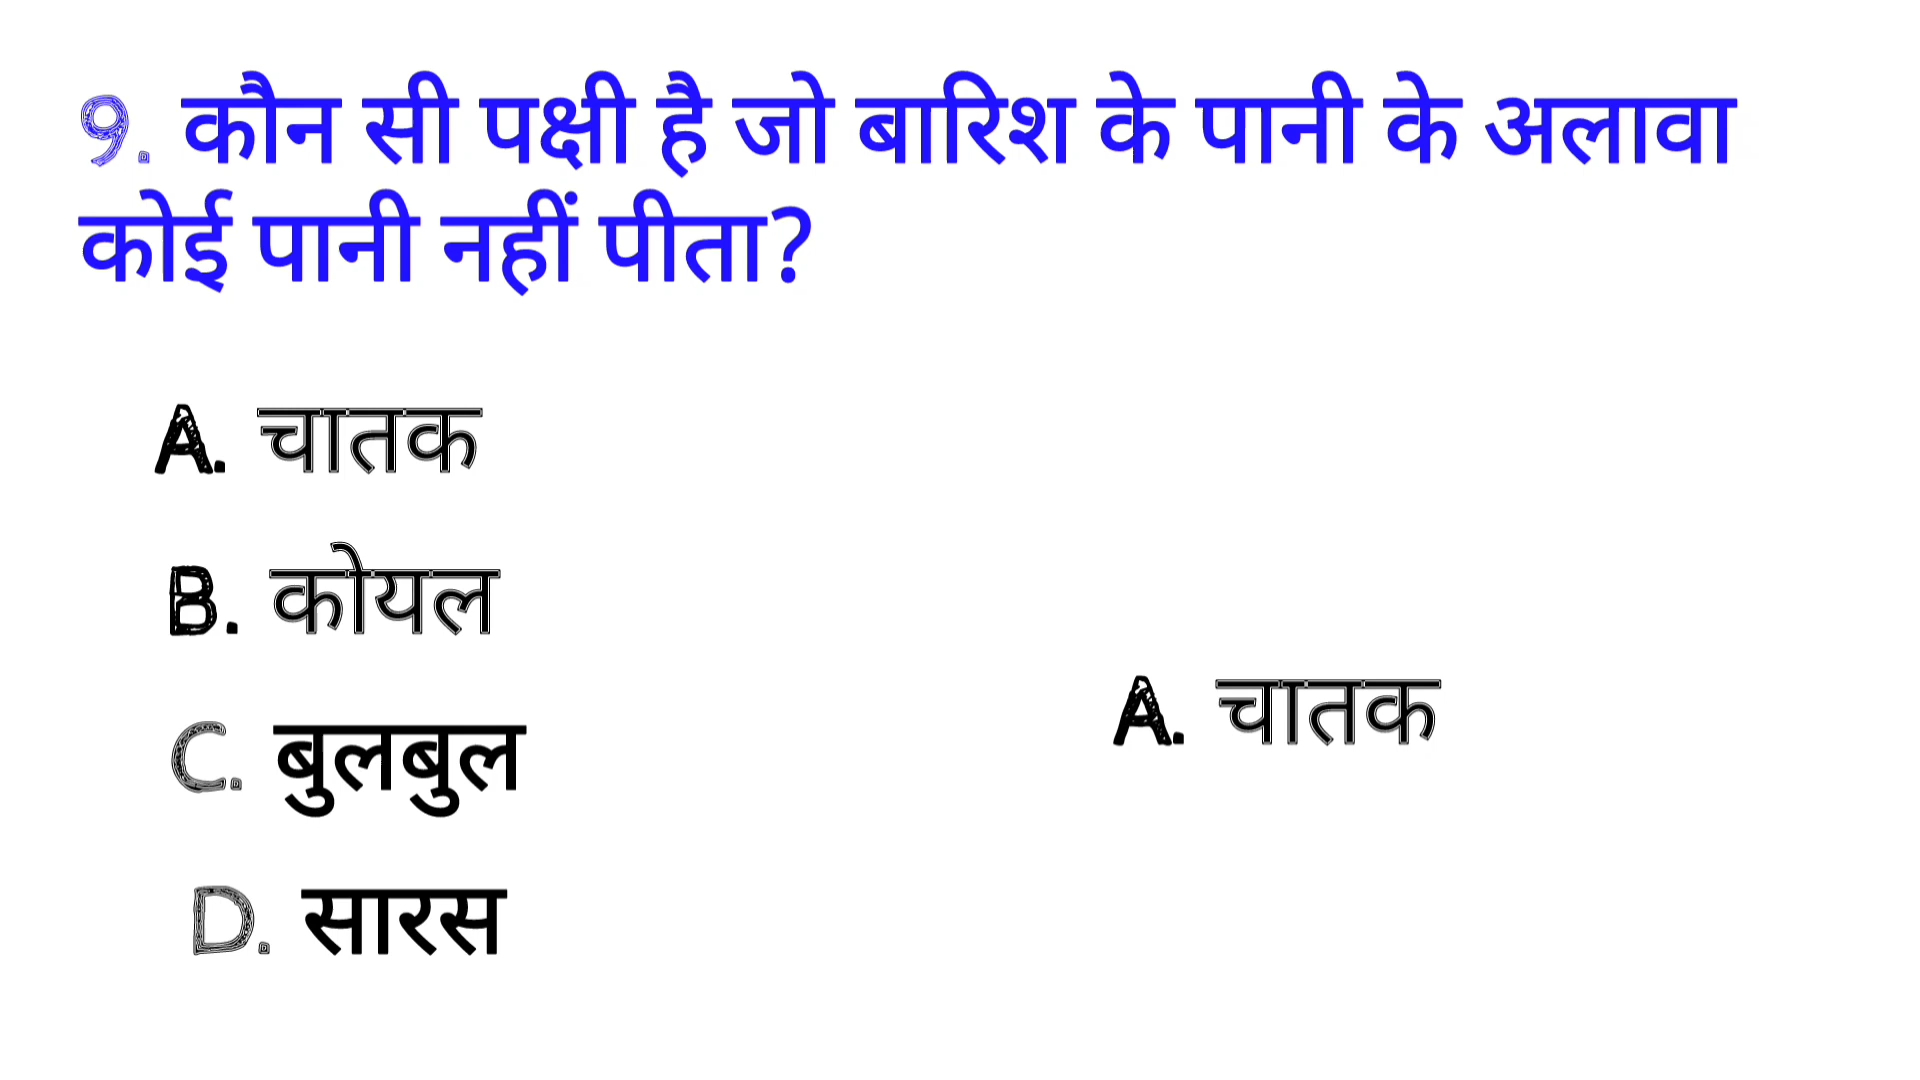 9. कौन सी पक्षी है जो बारिश के पानी के अलावा
कोई पानी नहीं पीता?
A. चातक
B. कोयल
C. बुलबुल
D. सारस
A. चातक